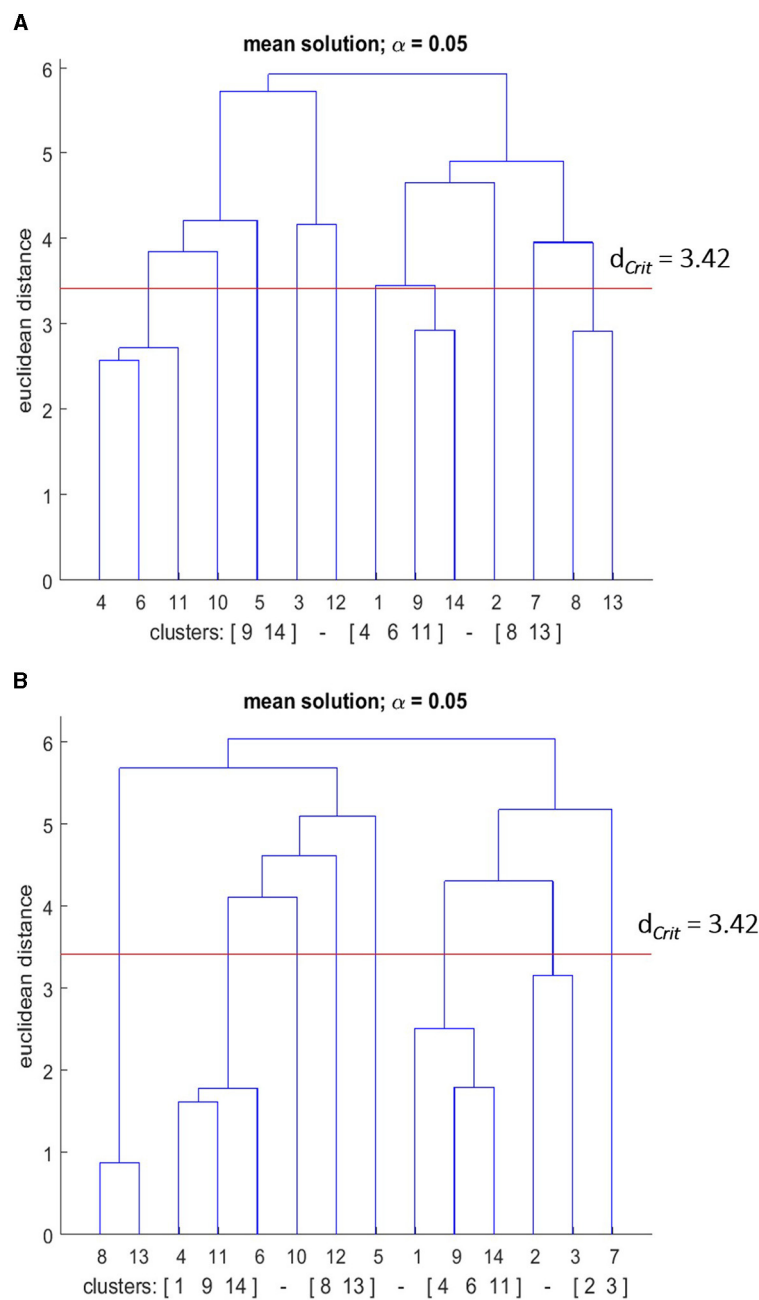 A
mean solution; α = 0.05
6
5
4
3
2
1
0
euclidean distance
dCrit = 3.42
4 6 11 10 5 3 12 1 9 14 2 7 8 13
clusters: [ 9 14 ] - [ 4 6 11 ] - [ 8 13 ]
B
mean solution; α = 0.05
6
5
4
3
2
1
0
euclidean distance
dCrit = 3.42
8 13 4 11 6 10 12 5 1 9 14 2 3 7
clusters: [ 1 9 14 ] - [ 8 13 ] - [ 4 6 11 ] - [ 2 3 ]